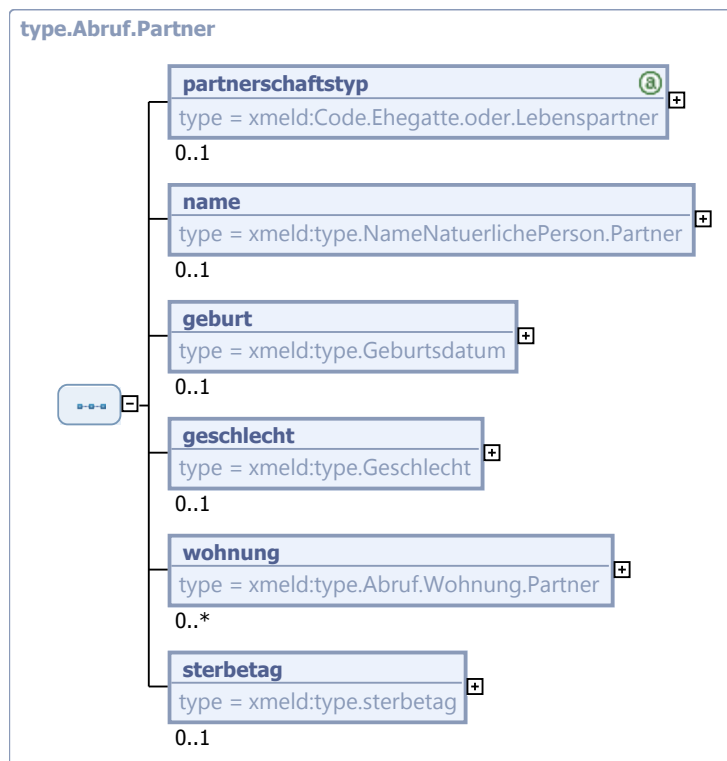 type.Abruf.Partner
partnerschaftstyp @
type = xmeld:Code.Ehegatte.oder.Lebenspartner
0..1
name
type = xmeld:type.NameNatuerlichePerson.Partner
0..1
geburt
type = xmeld:type.Geburtsdatum
0..1
geschlecht
type = xmeld:type.Geschlecht
0..1
wohnung
type = xmeld:type.Abruf.Wohnung.Partner
0..*
sterbetag
type = xmeld:type.sterbetag
0..1